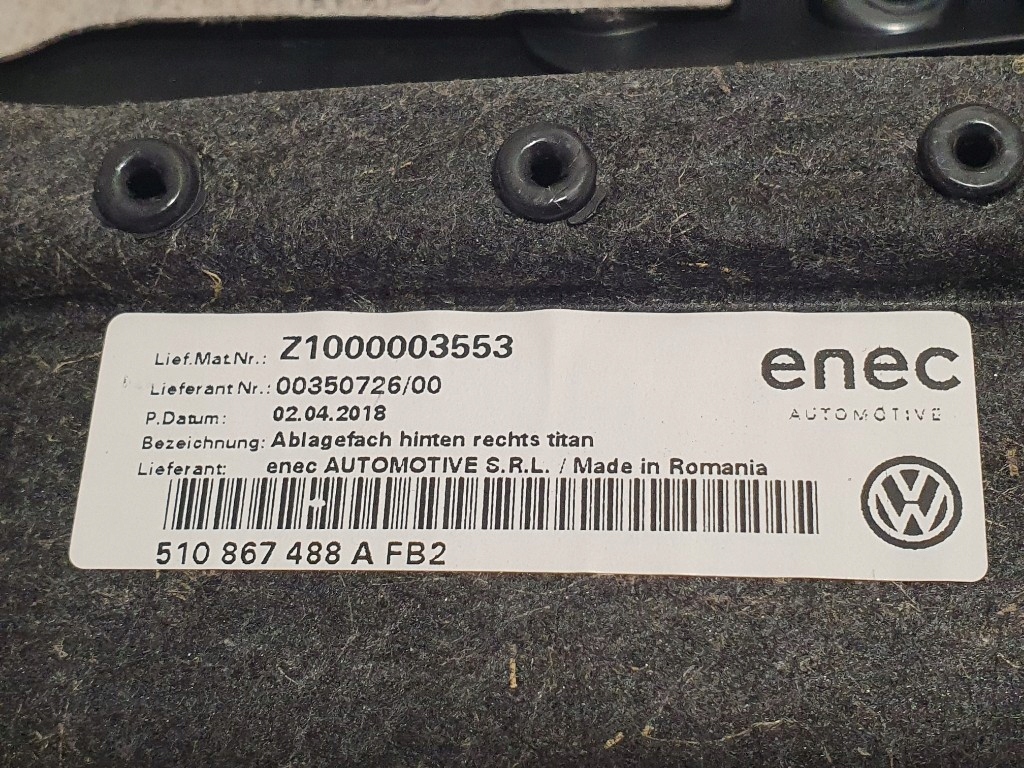 Lief.Mat.Nr.: Z1000003553
Lieferant Nr.: 00350726/00
P.Datum: 02.04.2018
Bezeichnung: Ablagefach hinten rechts titan
Lieferant: enec AUTOMOTIVE S.R.L. / Made in Romania
510 867 488 A FB2
enec
AUTOMOTIVE
VW